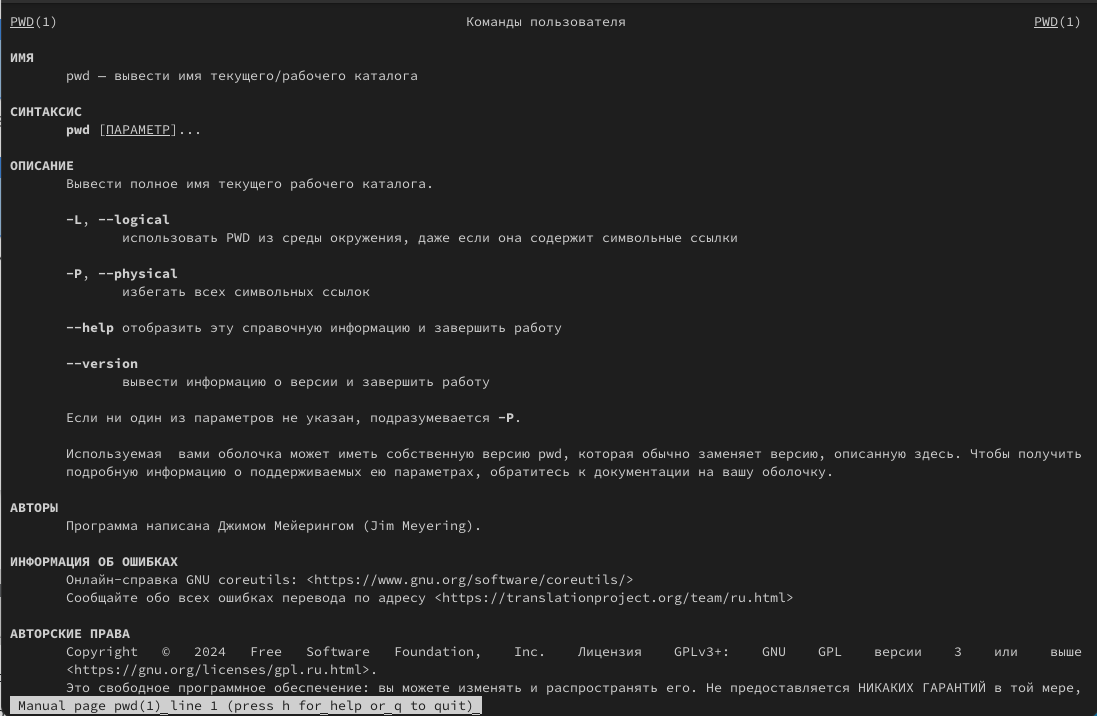 PWD(1) Команды пользователя PWD(1)
ИМЯ
pwd — вывести имя текущего/рабочего каталога
СИНТАКСИС
pwd [ПАРАМЕТР]...
ОПИСАНИЕ
Вывести полное имя текущего рабочего каталога.
-L, --logical
использовать PWD из среды окружения, даже если она содержит символьные ссылки
-P, --physical
избегать всех символьных ссылок
--help отобразить эту справочную информацию и завершить работу
--version
вывести информацию о версии и завершить работу
Если ни один из параметров не указан, подразумевается -P.
Используемая  вами оболочка может иметь собственную версию pwd, которая обычно заменяет версию, описанную здесь. Чтобы получить
подробную информацию о поддерживаемых ею параметрах, обратитесь к документации на вашу оболочку.
АВТОРЫ
Программа написана Джимом Мейерингом (Jim Meyering).
ИНФОРМАЦИЯ ОБ ОШИБКАХ
Онлайн-справка GNU coreutils: <https://www.gnu.org/software/coreutils/>
Сообщайте обо всех ошибках перевода по адресу <https://translationproject.org/team/ru.html>
АВТОРСКИЕ ПРАВА
Copyright © 2024 Free Software Foundation, Inc. Лицензия GPLv3+: GNU GPL версии 3 или выше
<https://gnu.org/licenses/gpl.ru.html>.
Это свободное программное обеспечение: вы можете изменять и распространять его. Не предоставляется НИКАКИХ ГАРАНТИЙ в той мере,
Manual page pwd(1) line 1 (press h for help or q to quit)